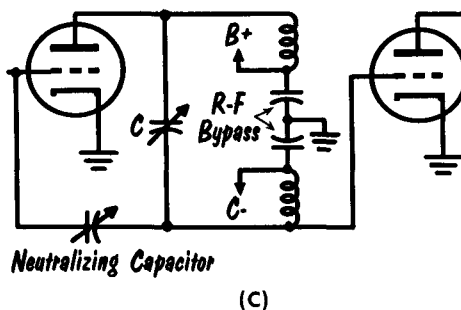 B+
C
R-F
Bypass
C-
Neutralizing Capacitor
(C)